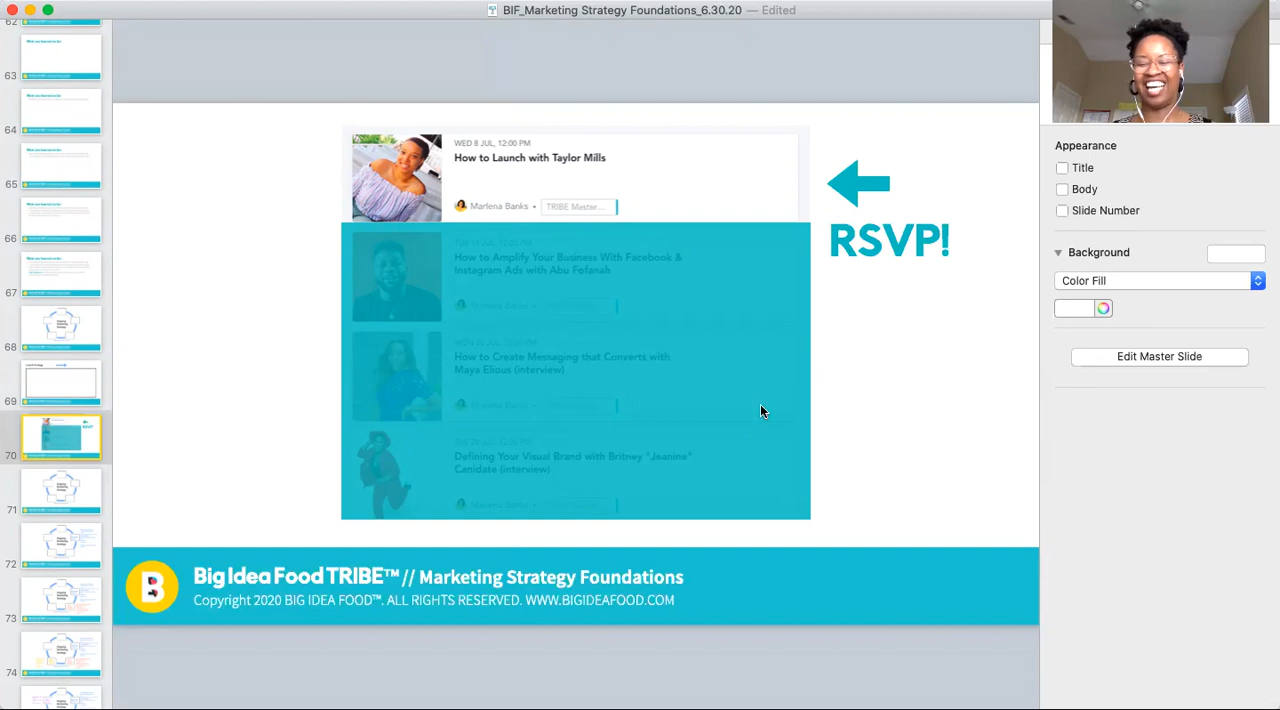 BIF_Marketing Strategy Foundations_6.30.20 — Edited
63
64
65
66
67
68
69
70
71
72
73
74
WED 8 JUL, 12:00 PM
How to Launch with Taylor Mills
Marlena Banks • TRIBE Master...
How to Amplify Your Business With Facebook &
Instagram Ads with Abu Fofanah
Marlena Banks
How to Create Messaging that Converts with
Maya Elious (interview)
Marlena Banks
Defining Your Visual Brand with Britney "Jeanine"
Canidate (interview)
Marlena Banks
RSVP!
B
Big Idea Food TRIBE™ // Marketing Strategy Foundations
Copyright 2020 BIG IDEA FOOD™. ALL RIGHTS RESERVED. WWW.BIGIDEAFOOD.COM
Appearance
Title
Body
Slide Number
Background
Color Fill
Edit Master Slide